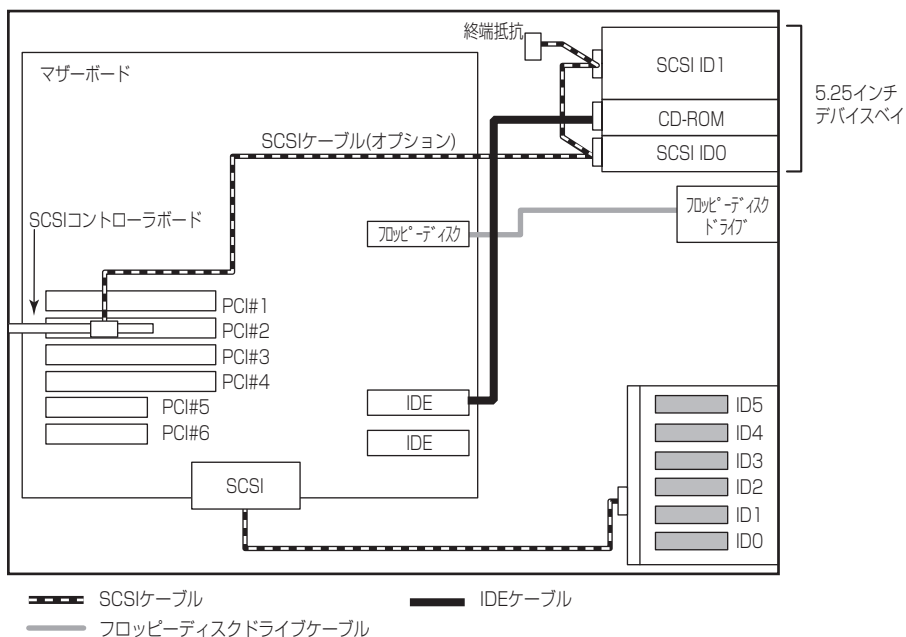 終端抵抗
マザーボード
SCSI ID1
5.25インチ
デバイスベイ
CD-ROM
SCSIケーブル(オプション)
SCSI ID0
SCSIコントローラボード
ﾌﾛｯﾋﾟｰﾃﾞｨｽｸ
ﾌﾛｯﾋﾟｰﾃﾞｨｽｸ
ﾄﾞﾗｲﾌﾞ
PCI#1
PCI#2
PCI#3
PCI#4
PCI#5
PCI#6
IDE
IDE
SCSI
ID5
ID4
ID3
ID2
ID1
ID0
SCSIケーブル
IDEケーブル
フロッピーディスクドライブケーブル